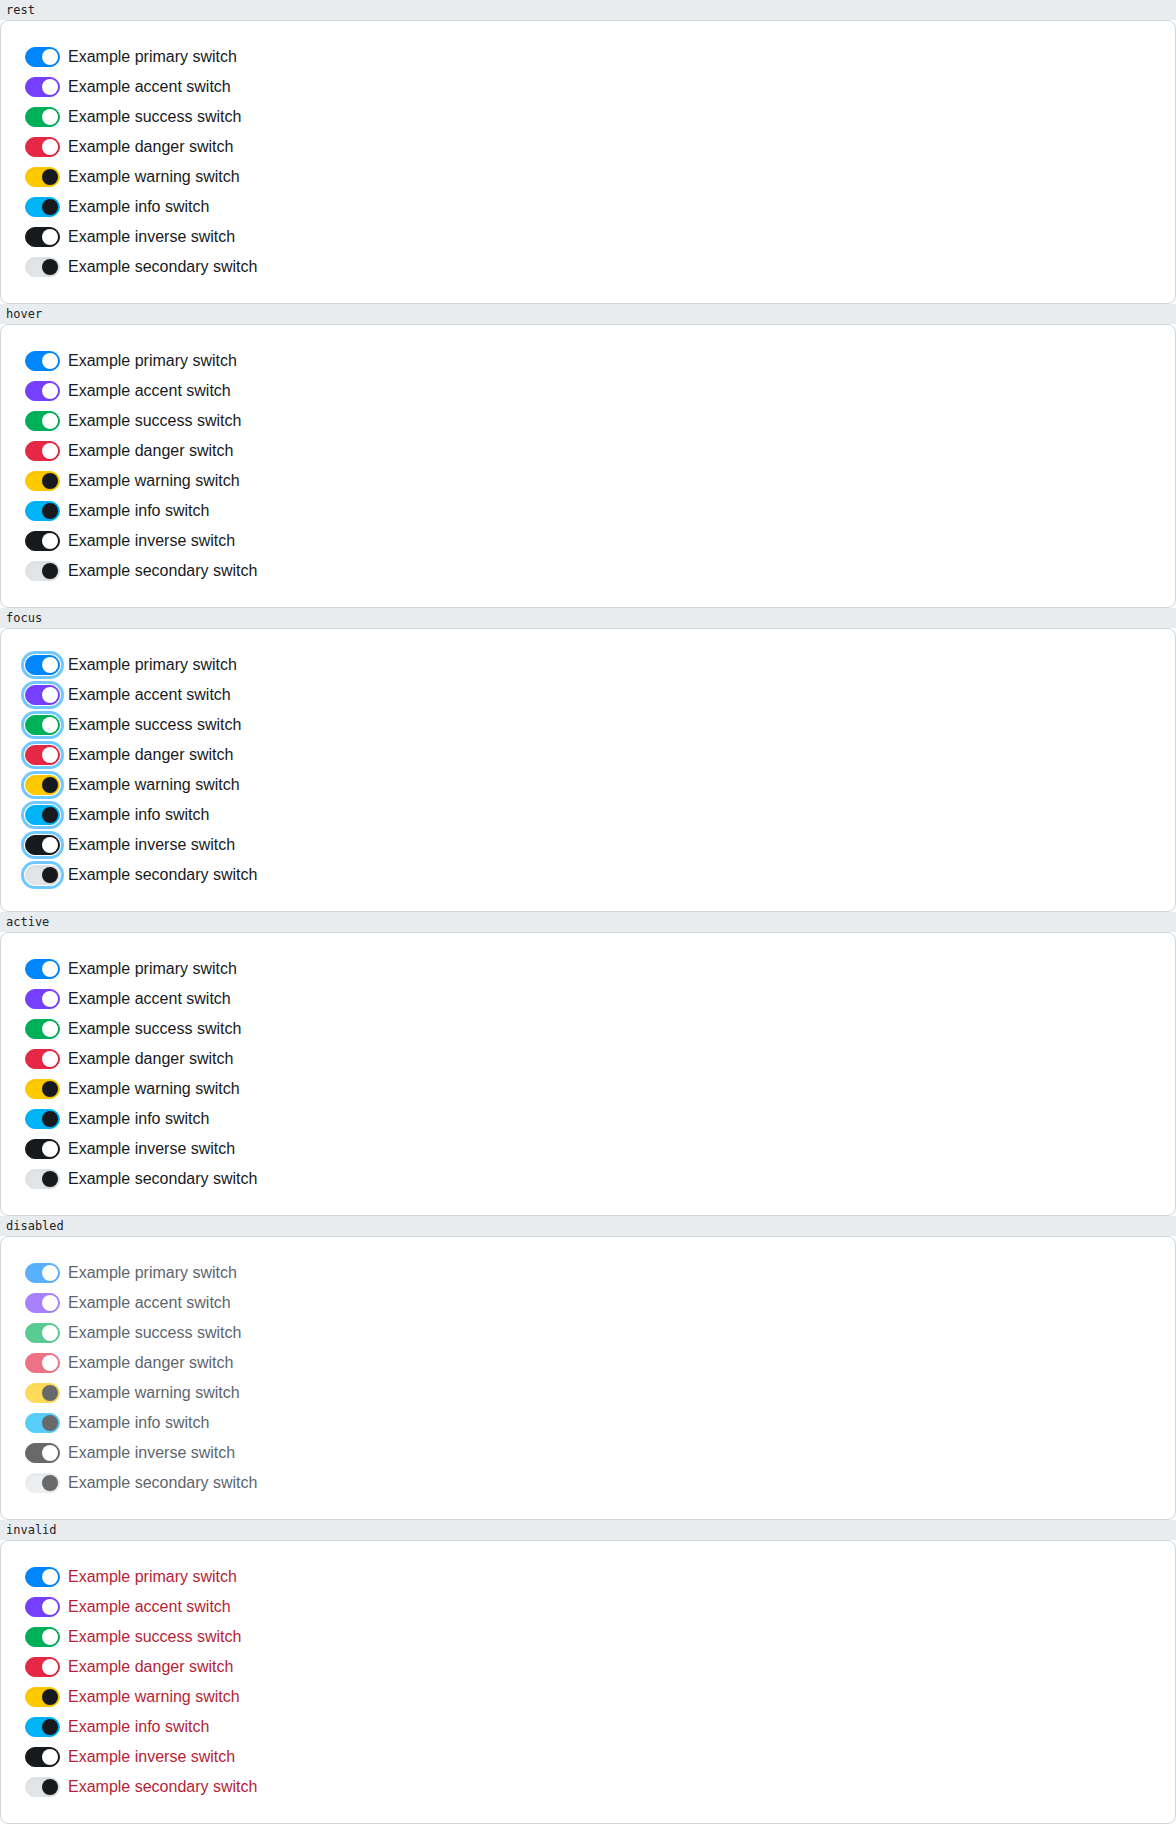 rest
Example primary switch
Example accent switch
Example success switch
Example danger switch
Example warning switch
Example info switch
Example inverse switch
Example secondary switch
hover
Example primary switch
Example accent switch
Example success switch
Example danger switch
Example warning switch
Example info switch
Example inverse switch
Example secondary switch
focus
Example primary switch
Example accent switch
Example success switch
Example danger switch
Example warning switch
Example info switch
Example inverse switch
Example secondary switch
active
Example primary switch
Example accent switch
Example success switch
Example danger switch
Example warning switch
Example info switch
Example inverse switch
Example secondary switch
disabled
Example primary switch
Example accent switch
Example success switch
Example danger switch
Example warning switch
Example info switch
Example inverse switch
Example secondary switch
invalid
Example primary switch
Example accent switch
Example success switch
Example danger switch
Example warning switch
Example info switch
Example inverse switch
Example secondary switch